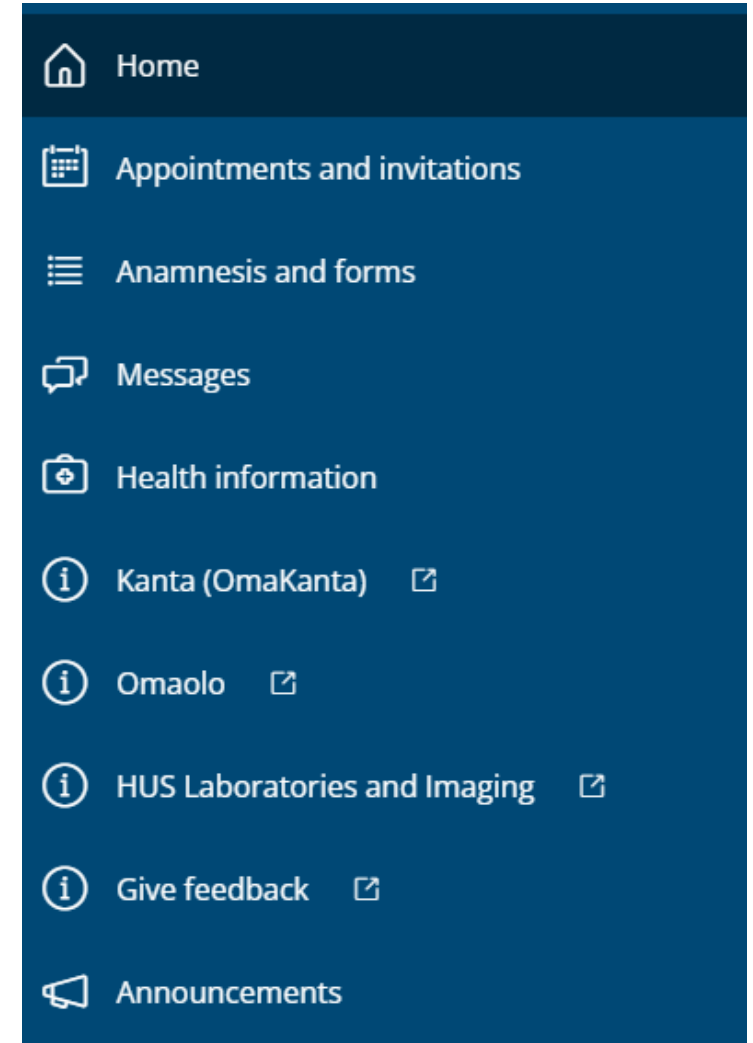 Home
Appointments and invitations
Anamnesis and forms
Messages
Health information
Kanta (OmaKanta)
Omaolo
HUS Laboratories and Imaging
Give feedback
Announcements